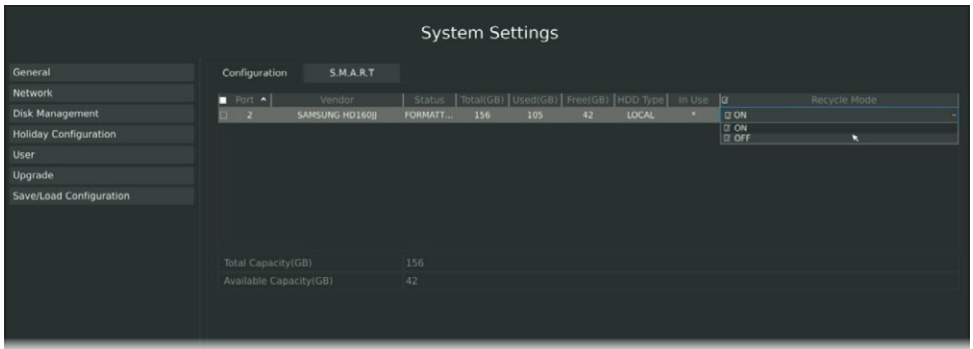 System Settings
General
Network
Disk Management
Holiday Configuration
User
Upgrade
Save/Load Configuration
Configuration S.M.A.R.T
Port Vendor Status Total(GB) Used(GB) Free(GB) HDD Type In Use Recycle Mode
2 SAMSUNG HD160JJ FORMATT... 156 105 42 LOCAL * ON
ON
OFF
Total Capacity(GB) 156
Available Capacity(GB) 42